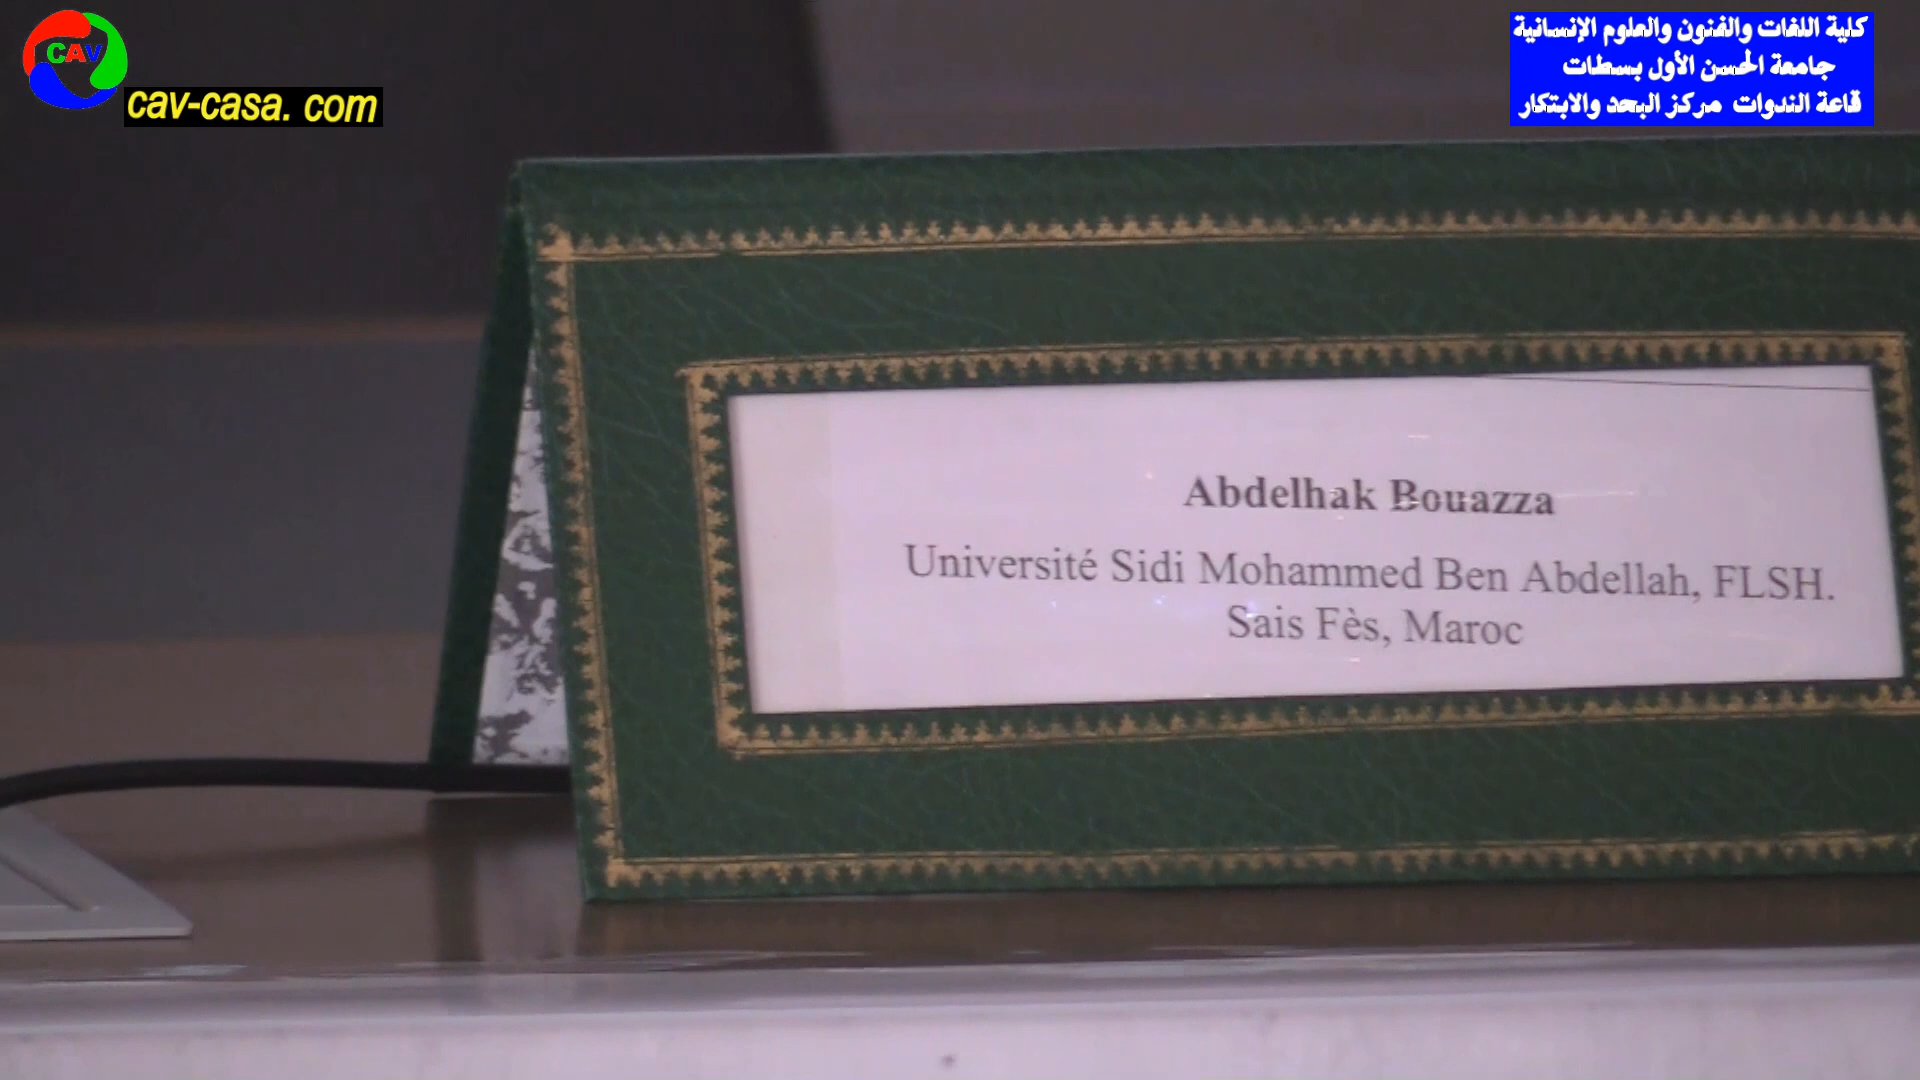 CAV
cav-casa. com
كلية اللغات والفنون والعلوم الإنسانية
جامعة الحسن الأول بسطات
قاعة الندوات مركز البحد والابتكار
Abdelhak Bouazza
Université Sidi Mohammed Ben Abdellah, FLSH.
Sais Fès, Maroc